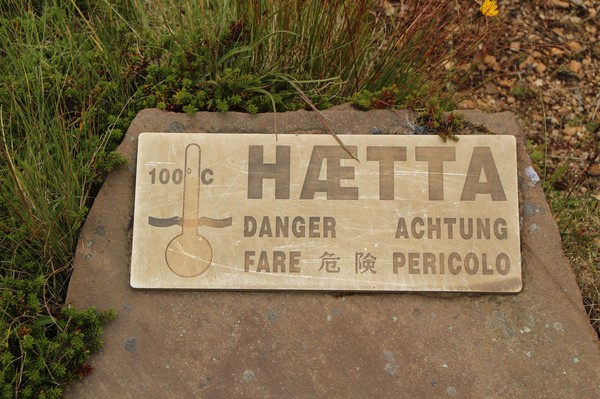 100°C HÆTTA
DANGER ACHTUNG
FARE 危険 PERICOLO